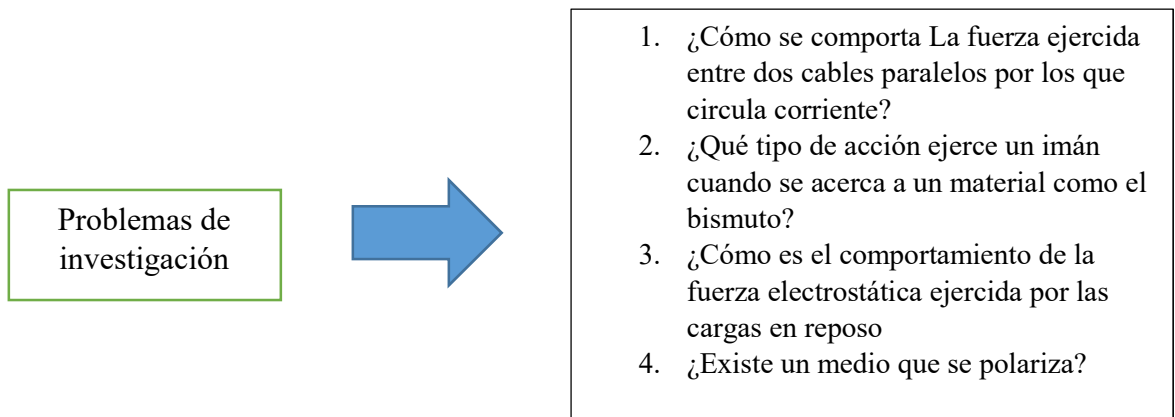 Problemas de
investigación
1. ¿Cómo se comporta La fuerza ejercida
entre dos cables paralelos por los que
circula corriente?
2. ¿Qué tipo de acción ejerce un imán
cuando se acerca a un material como el
bismuto?
3. ¿Cómo es el comportamiento de la
fuerza electrostática ejercida por las
cargas en reposo
4. ¿Existe un medio que se polariza?